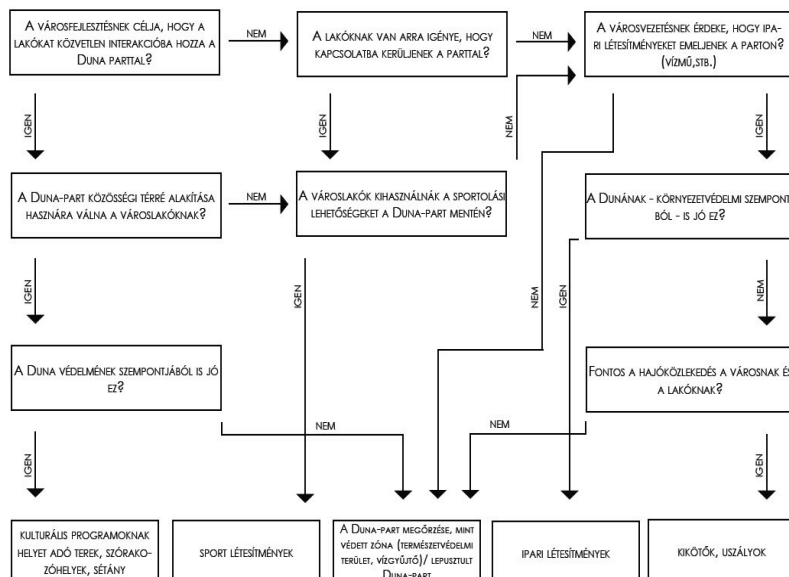 A VÁROSFEJLESZTÉSNEK CÉLJA, HOGY A
LAKÓKAT KÖZVETLEN INTERAKCIÓBA HOZZA A
DUNA PARTTAL?
NEM
A LAKÓKNAK VAN ARRA IGÉNYE, HOGY
KAPCSOLATBA KERÜLJENEK A PARTTAL?
NEM
A VÁROSVEZETÉSNEK ÉRDEKE, HOGY IPA-
RI LÉTESÍTMÉNYEKET EMELJENEK A PARTON?
(VÍZMŰ,STB.)
IGEN
IGEN
NEM
IGEN
A DUNA-PART KÖZÖSSÉGI TÉRRÉ ALAKÍTÁSA
HASZNÁRA VÁLNA A VÁROSLAKÓKNAK?
NEM
A VÁROSLAKÓK KIHASZNÁLNÁK A SPORTOLÁSI
LEHETŐSÉGEKET A DUNA-PART MENTÉN?
A DUNÁNAK - KÖRNYEZETVÉDELMI SZEMPONT
BÓL - IS JÓ EZ?
IGEN
IGEN
NEM
IGEN
NEM
A DUNA VÉDELMÉNEK SZEMPONTJÁBÓL IS JÓ
EZ?
FONTOS A HAJÓKÖZLEKEDÉS A VÁROSNAK ÉS
A LAKÓKNAK?
IGEN
NEM
NEM
IGEN
KULTURÁLIS PROGRAMOKNAK
HELYET ADÓ TEREK, SZÓRAKO-
ZÓHELYEK, SÉTÁNY
SPORT LÉTESÍTMÉNYEK
A DUNA-PART MEGŐRZÉSE, MINT
VÉDETT ZÓNA (TERMÉSZETVÉDELMI
TERÜLET, VÍZGYŰJTŐ)/ LEPUSZTULT
DUNA-PART
IPARI LÉTESÍTMÉNYEK
KIKÖTŐK, USZÁLYOK